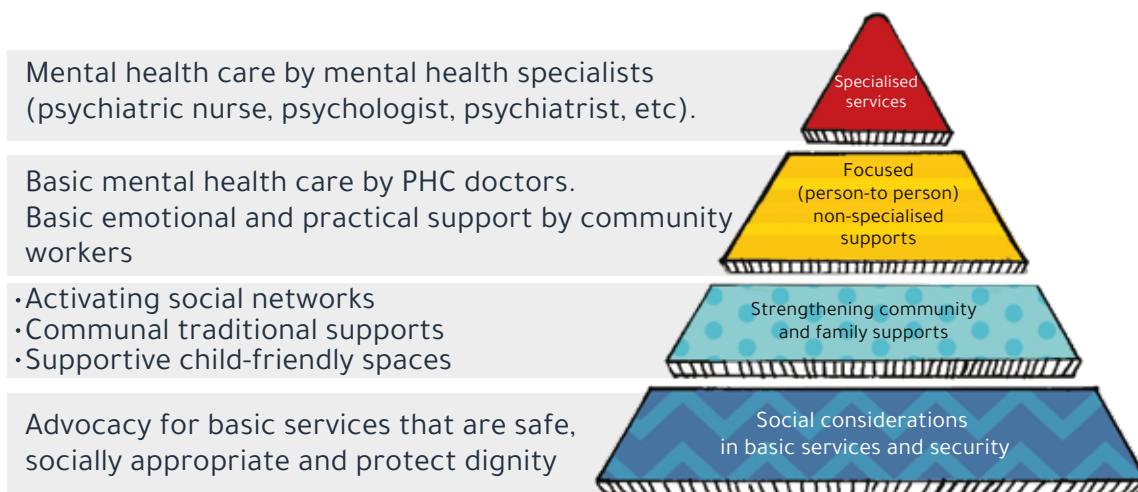 Mental health care by mental health specialists
(psychiatric nurse, psychologist, psychiatrist, etc).
Specialised
services
Basic mental health care by PHC doctors.
Basic emotional and practical support by community
workers
Focused
(person-to person)
non-specialised
supports
•Activating social networks
•Communal traditional supports
•Supportive child-friendly spaces
Strengthening community
and family supports
Advocacy for basic services that are safe,
socially appropriate and protect dignity
Social considerations
in basic services and security